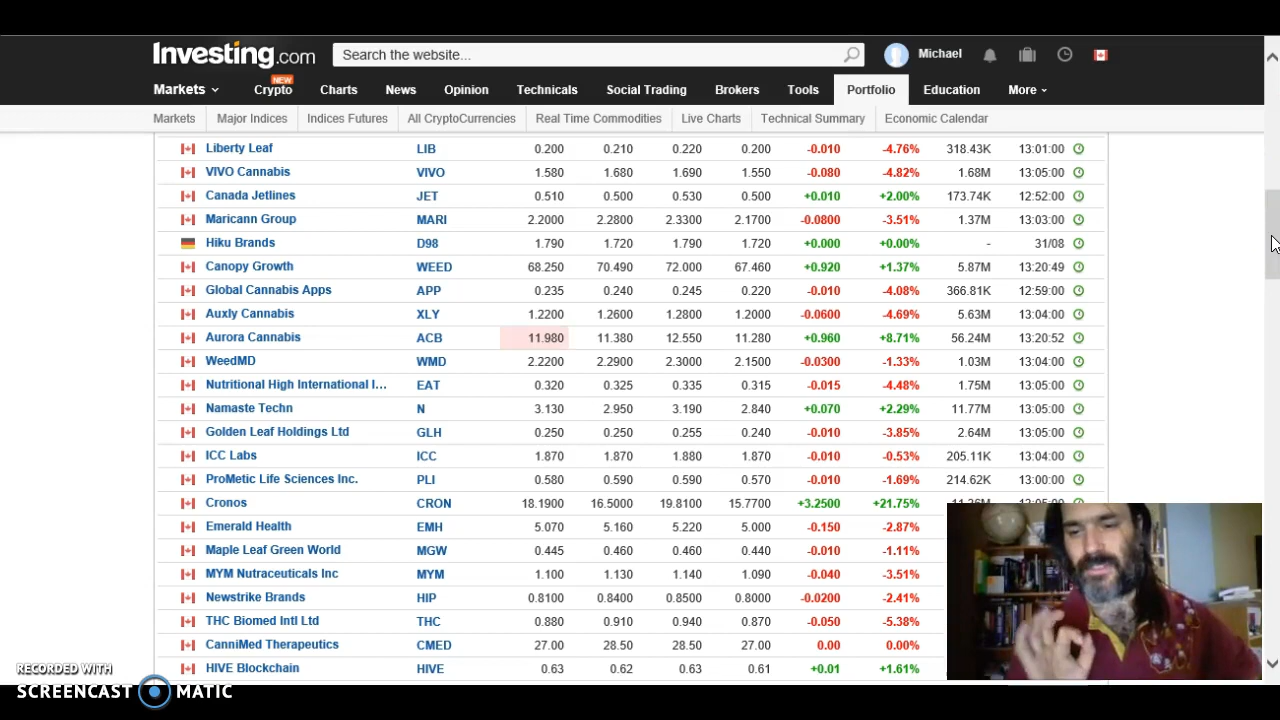 Investing.com Search the website... Michael
Markets NEW Crypto Charts News Opinion Technicals Social Trading Brokers Tools Portfolio Education More
Markets Major Indices Indices Futures All CryptoCurrencies Real Time Commodities Live Charts Technical Summary Economic Calendar
Liberty Leaf LIB 0.200 0.210 0.220 0.200 -0.010 -4.76% 318.43K 13:01:00
VIVO Cannabis VIVO 1.580 1.680 1.690 1.550 -0.080 -4.82% 1.68M 13:05:00
Canada Jetlines JET 0.510 0.500 0.530 0.500 +0.010 +2.00% 173.74K 12:52:00
Maricann Group MARI 2.2000 2.2800 2.3300 2.1700 -0.0800 -3.51% 1.37M 13:03:00
Hiku Brands D98 1.790 1.720 1.790 1.720 +0.000 +0.00% - 31/08
Canopy Growth WEED 68.250 70.490 72.000 67.460 +0.920 +1.37% 5.87M 13:20:49
Global Cannabis Apps APP 0.235 0.240 0.245 0.220 -0.010 -4.08% 366.81K 12:59:00
Auxly Cannabis XLY 1.2200 1.2600 1.2800 1.2000 -0.0600 -4.69% 5.63M 13:04:00
Aurora Cannabis ACB 11.980 11.380 12.550 11.280 +0.960 +8.71% 56.24M 13:20:52
WeedMD WMD 2.2200 2.2900 2.3000 2.1500 -0.0300 -1.33% 1.03M 13:04:00
Nutritional High International I... EAT 0.320 0.325 0.335 0.315 -0.015 -4.48% 1.75M 13:05:00
Namaste Techn N 3.130 2.950 3.190 2.840 +0.070 +2.29% 11.77M 13:05:00
Golden Leaf Holdings Ltd GLH 0.250 0.250 0.255 0.240 -0.010 -3.85% 2.64M 13:05:00
ICC Labs ICC 1.870 1.870 1.880 1.870 -0.010 -0.53% 205.11K 13:04:00
ProMetic Life Sciences Inc. PLI 0.580 0.590 0.590 0.570 -0.010 -1.69% 214.62K 13:00:00
Cronos CRON 18.1900 16.5000 19.8100 15.7700 +3.2500 +21.75%
Emerald Health EMH 5.070 5.160 5.220 5.000 -0.150 -2.87%
Maple Leaf Green World MGW 0.445 0.460 0.460 0.440 -0.010 -1.11%
MYM Nutraceuticals Inc MYM 1.100 1.130 1.140 1.090 -0.040 -3.51%
Newstrike Brands HIP 0.8100 0.8400 0.8500 0.8000 -0.0200 -2.41%
THC Biomed Intl Ltd THC 0.880 0.910 0.940 0.870 -0.050 -5.38%
CanniMed Therapeutics CMED 27.00 28.50 28.50 27.00 0.00 0.00%
HIVE Blockchain HIVE 0.63 0.62 0.63 0.61 +0.01 +1.61%
RECORDED WITH
SCREENCAST MATIC